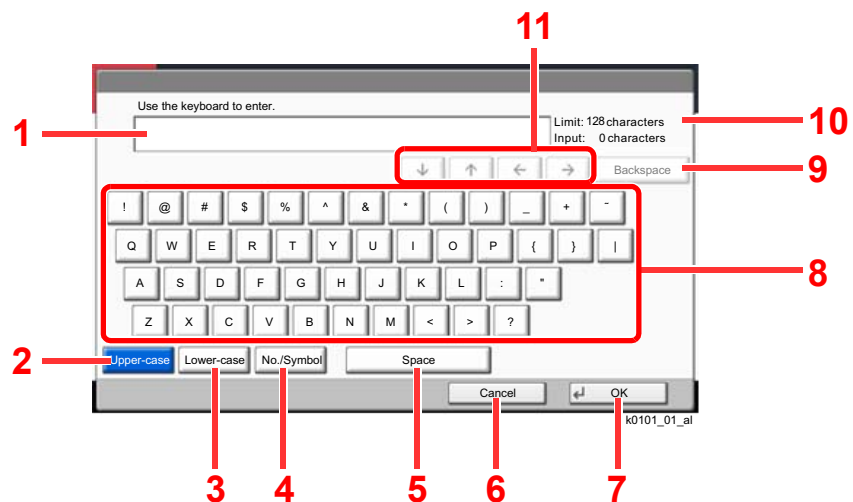 11
Use the keyboard to enter.
1
Limit: 128 characters
Input: 0 characters
10
↓ ↑ ← → Backspace
9
! @ # $ % ^ & * ( ) _ + ~
Q W E R T Y U I O P { } |
A S D F G H J K L : "
8
Z X C V B N M < > ?
2
Upper-case Lower-case No./Symbol Space
Cancel ↵ OK
k0101_01_al
3 4 5 6 7